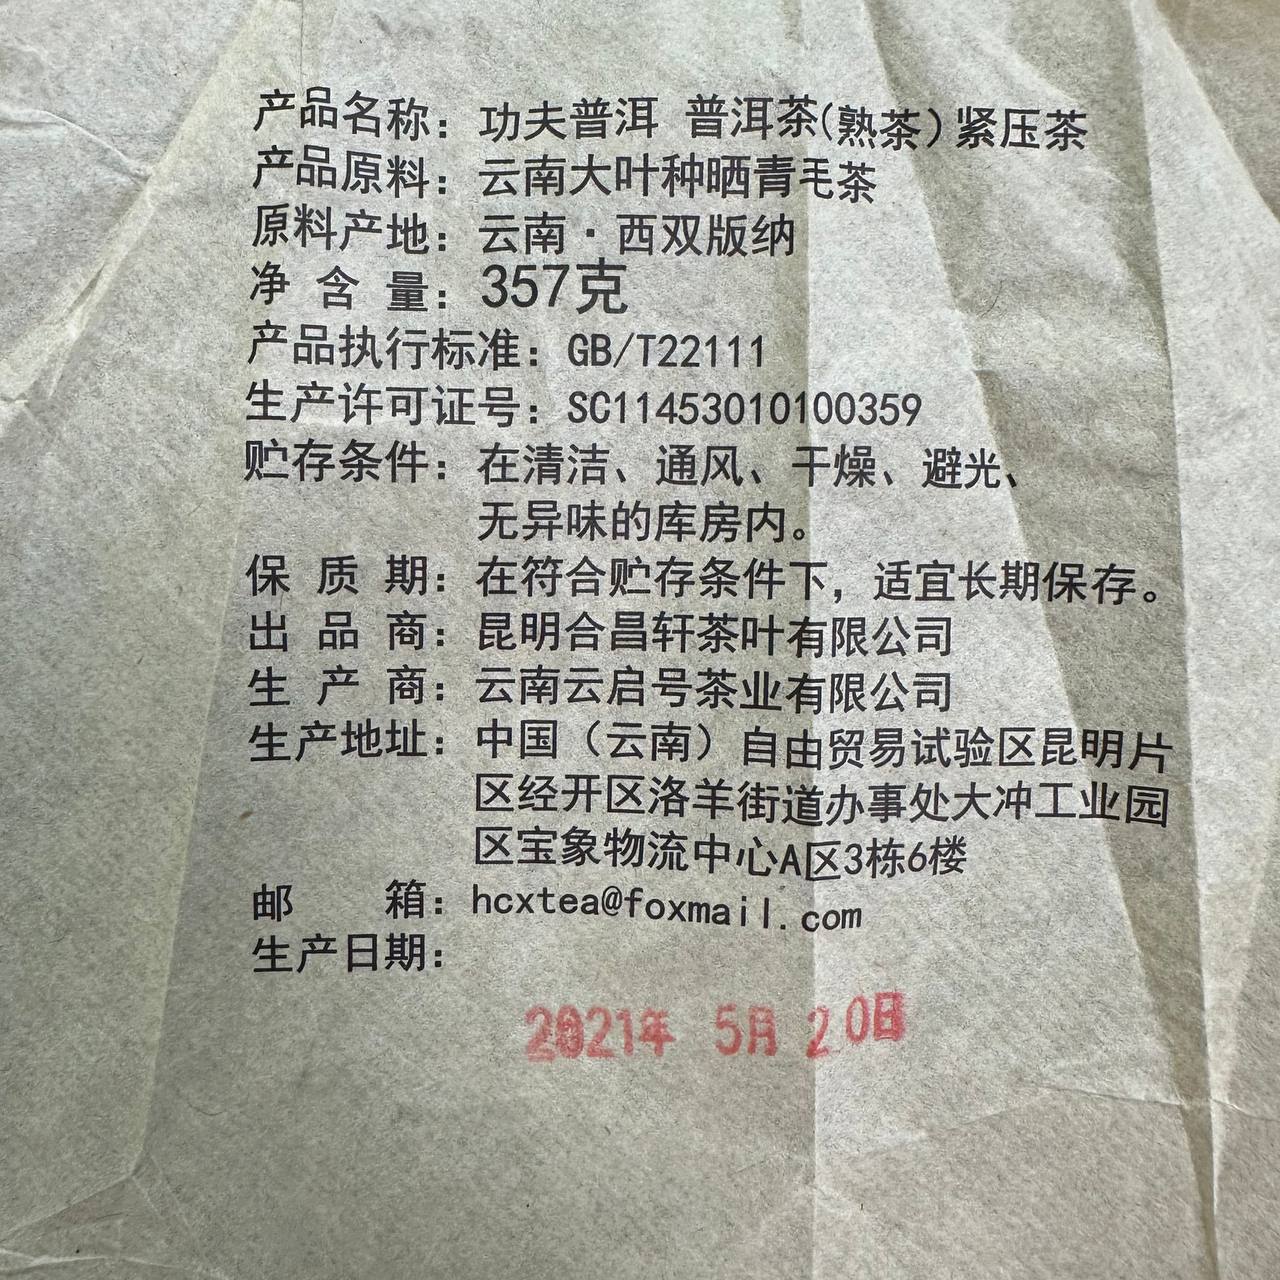 产品名称：功夫普洱 普洱茶(熟茶)紧压茶
产品原料：云南大叶种晒青毛茶
原料产地：云南·西双版纳
净 含 量：357克
产品执行标准：GB/T22111
生产许可证号：SC11453010100359
贮存条件：在清洁、通风、干燥、避光、
无异味的库房内。
保 质 期：在符合贮存条件下，适宜长期保存。
出 品 商：昆明合昌轩茶叶有限公司
生 产 商：云南云启号茶业有限公司
生产地址：中国（云南）自由贸易试验区昆明片
区经开区洛羊街道办事处大冲工业园
区宝象物流中心A区3栋6楼
邮 箱：hcxtea@foxmail.com
生产日期：
2021年 5月 20日